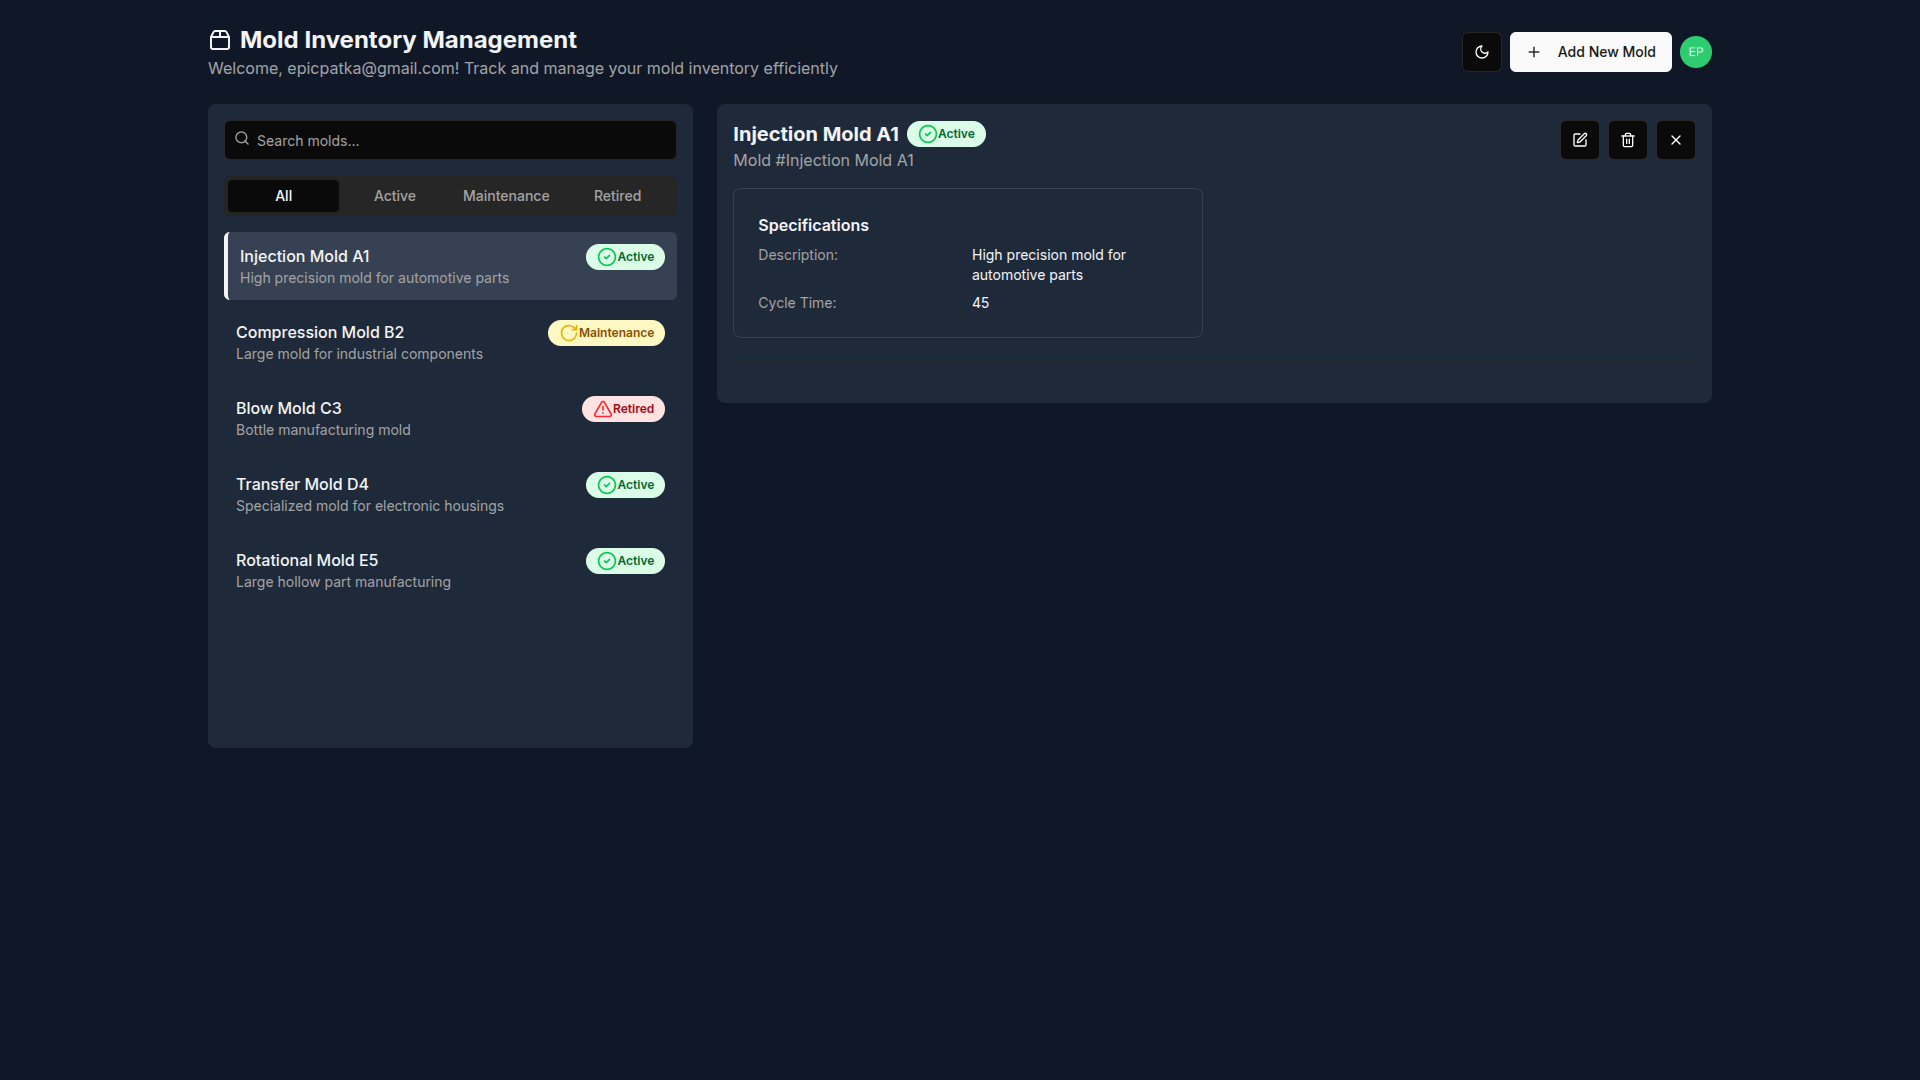 Mold Inventory Management
Welcome, epicpatka@gmail.com! Track and manage your mold inventory efficiently
Add New Mold
EP
Search molds...
All Active Maintenance Retired
Injection Mold A1 Active
High precision mold for automotive parts
Compression Mold B2 Maintenance
Large mold for industrial components
Blow Mold C3 Retired
Bottle manufacturing mold
Transfer Mold D4 Active
Specialized mold for electronic housings
Rotational Mold E5 Active
Large hollow part manufacturing
Injection Mold A1 Active
Mold #Injection Mold A1
Specifications
Description: High precision mold for
automotive parts
Cycle Time: 45